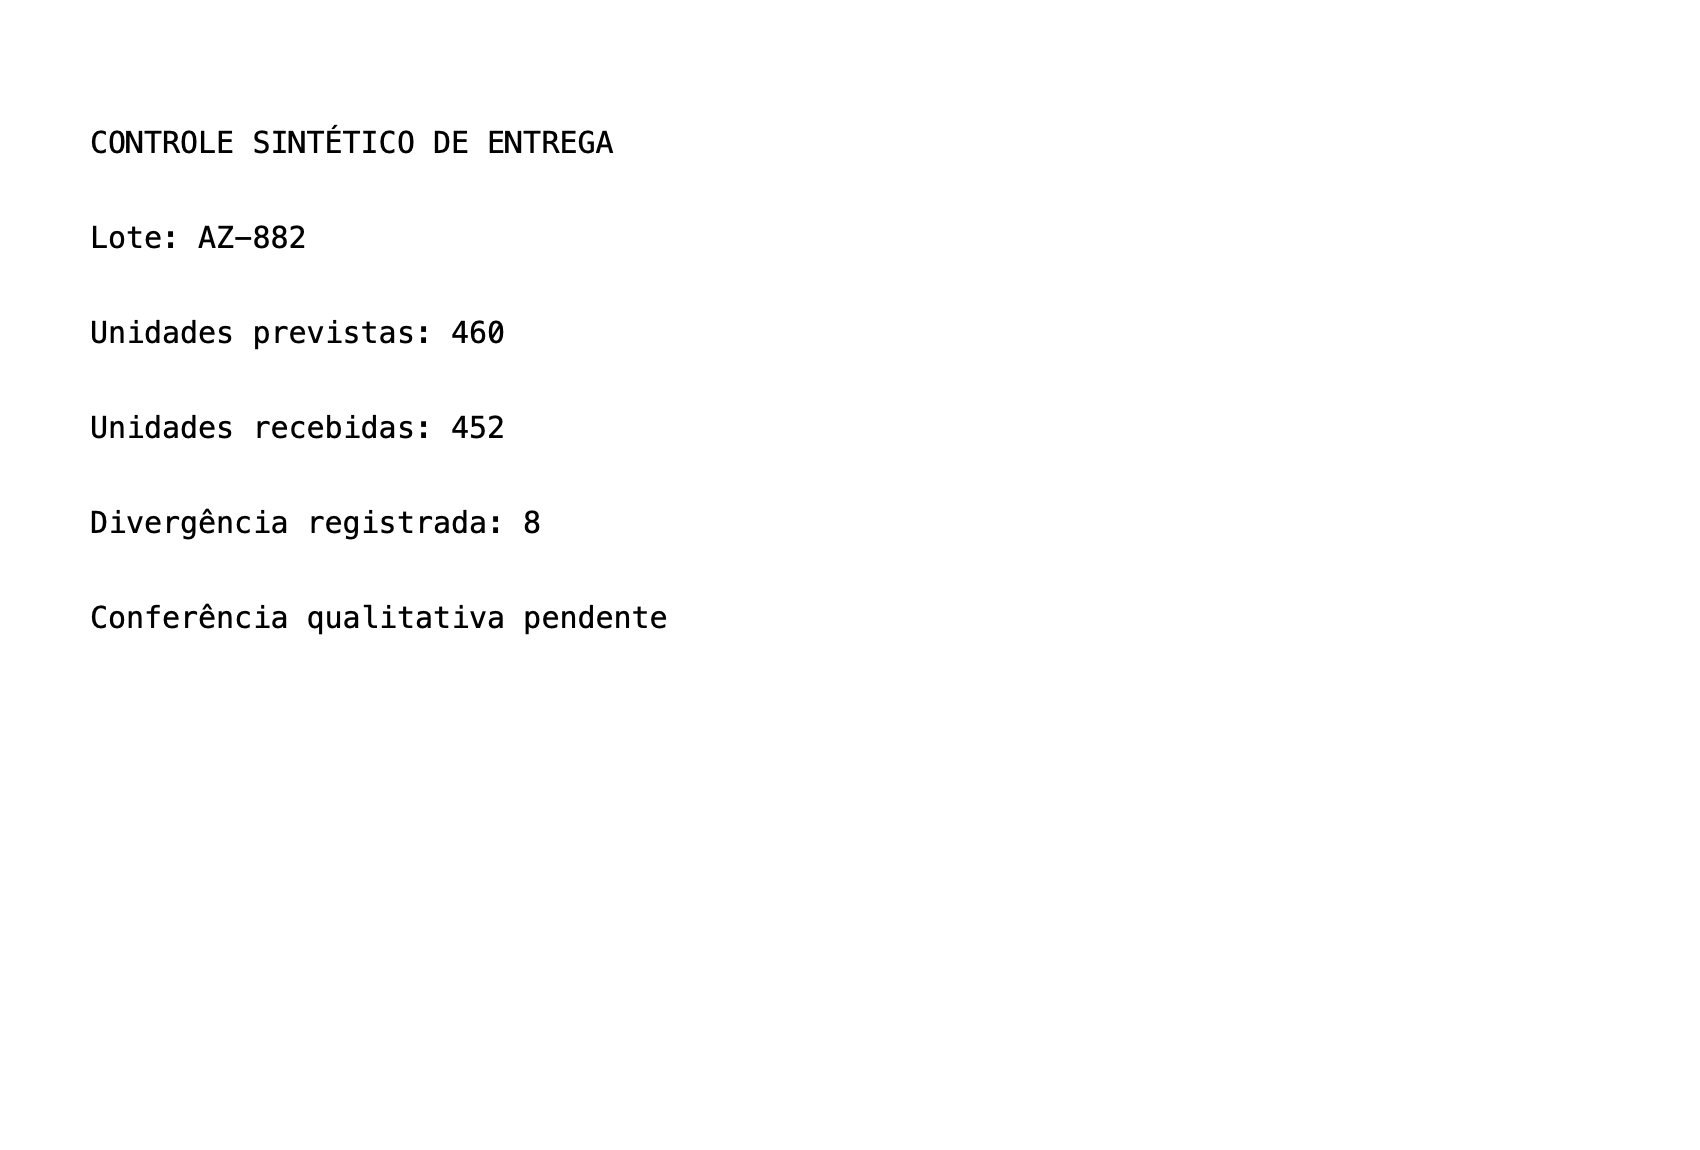 CONTROLE SINTÉTICO DE ENTREGA
Lote: AZ–882
Unidades previstas: 460
Unidades recebidas: 452
Divergência registrada: 8
Conferência qualitativa pendente